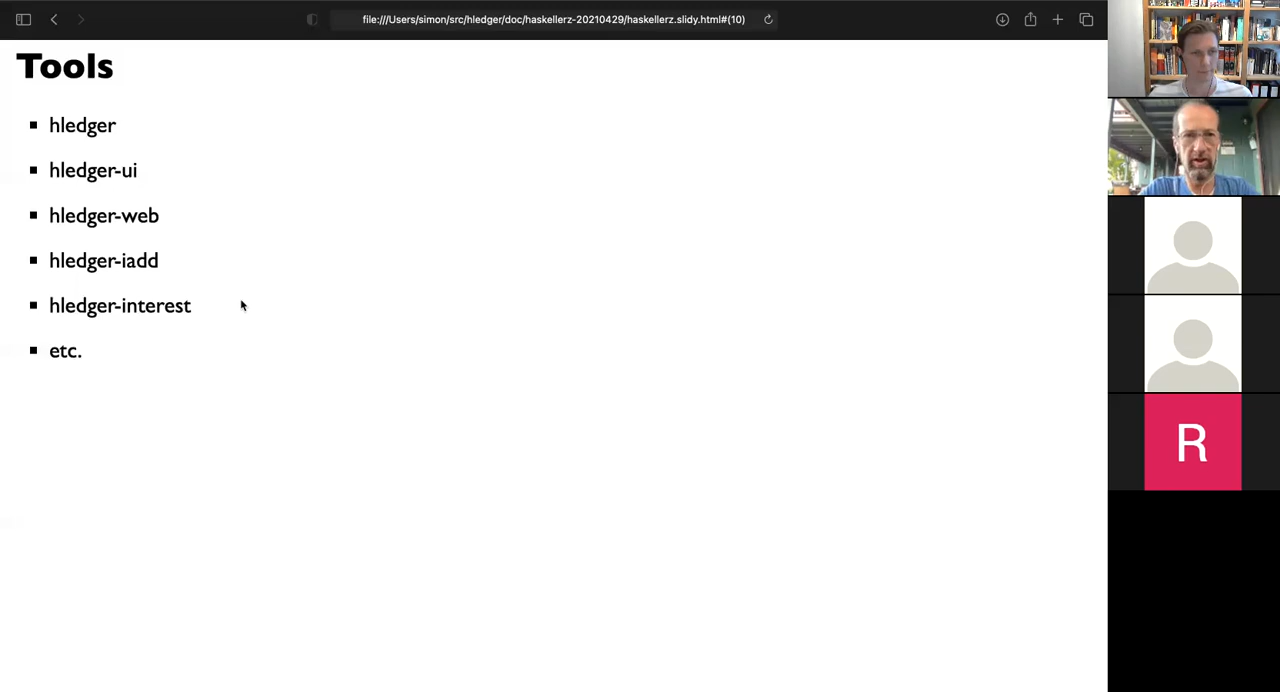 file:///Users/simon/src/hledger/doc/haskellerz-20210429/haskellerz.slidy.html#(10)
Tools
hledger
hledger-ui
hledger-web
hledger-iadd
hledger-interest
etc.
R